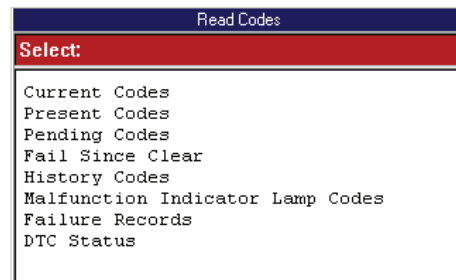 Read Codes
Select:
Current Codes
Present Codes
Pending Codes
Fail Since Clear
History Codes
Malfunction Indicator Lamp Codes
Failure Records
DTC Status